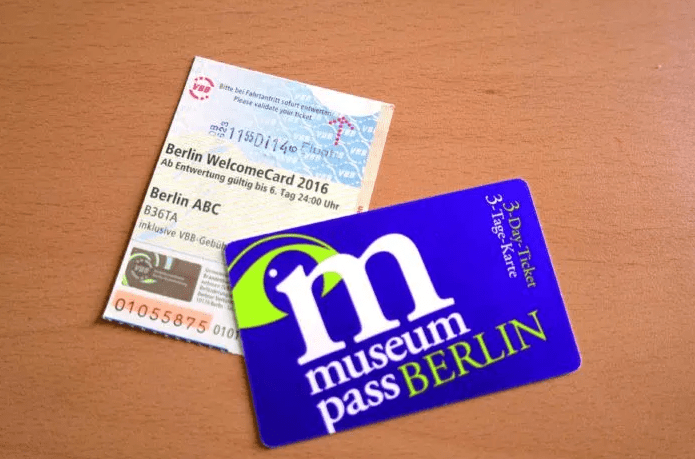 VBB
Bitte bei Fahrtantritt sofort entwerten
Please validate your ticket
1155Di14
Berlin WelcomeCard 2016
Ab Entwertung gültig bis 6. Tag 24:00 Uhr
Berlin ABC
B36TA
inklusive
VBB
01055875
m
museum
pass BERLIN
3-Day-Ticket
3-Tage-Karte